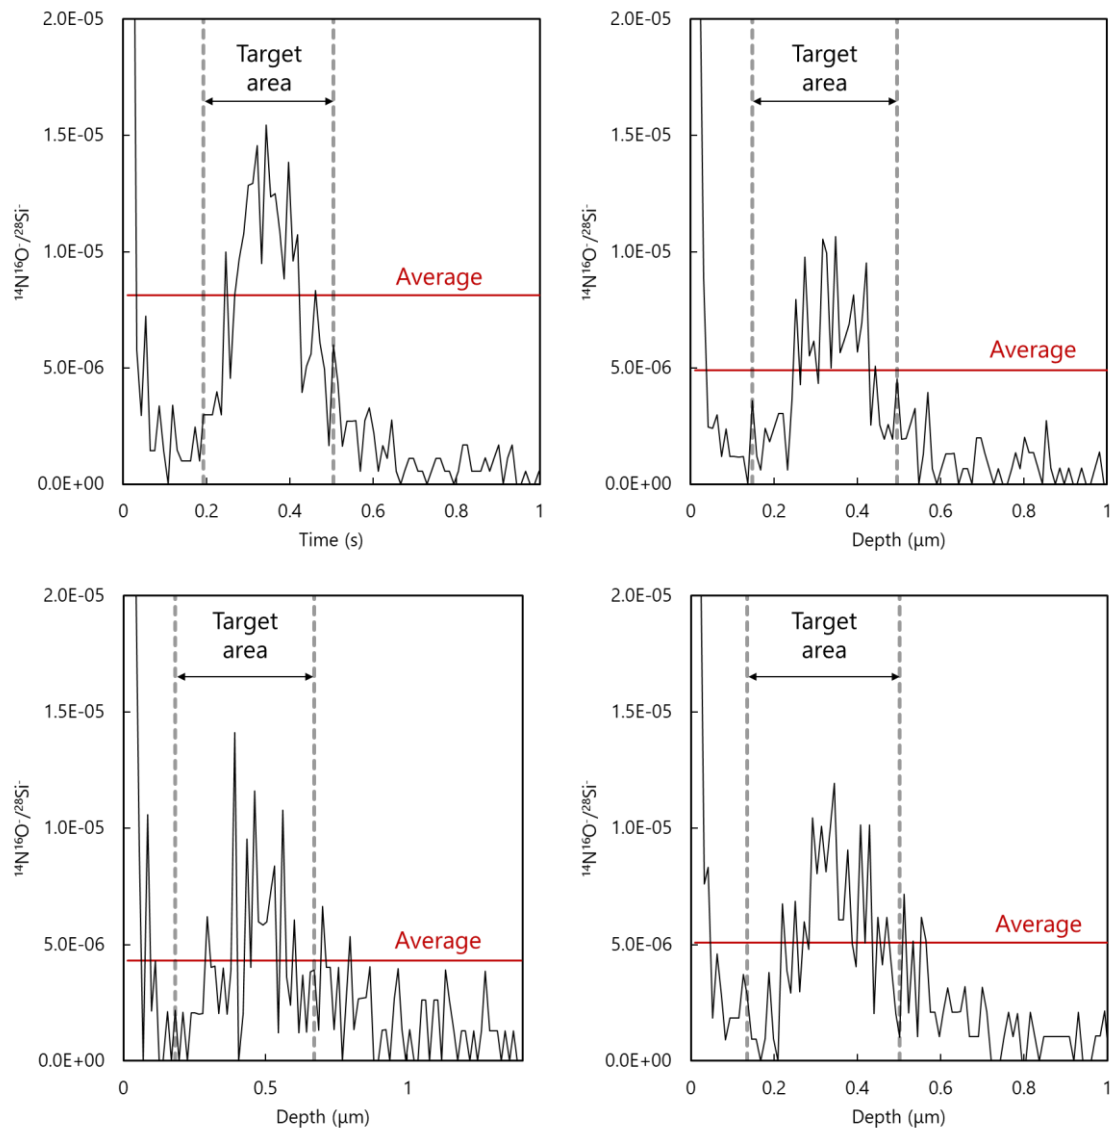 2.0E-05
1.5E-05
1.0E-05
5.0E-06
0.0E+00
¹⁴N¹⁶O⁻/²⁸Si⁻
Target
area
Average
0
0.2
0.4
0.6
0.8
1
Time (s)
2.0E-05
1.5E-05
1.0E-05
5.0E-06
0.0E+00
¹⁴N¹⁶O⁻/²⁸Si⁻
Target
area
Average
0
0.2
0.4
0.6
0.8
1
Depth (μm)
2.0E-05
1.5E-05
1.0E-05
5.0E-06
0.0E+00
¹⁴N¹⁶O⁻/²⁸Si⁻
Target
area
Average
0
0.5
1
Depth (μm)
2.0E-05
1.5E-05
1.0E-05
5.0E-06
0.0E+00
¹⁴N¹⁶O⁻/²⁸Si⁻
Target
area
Average
0
0.2
0.4
0.6
0.8
1
Depth (μm)